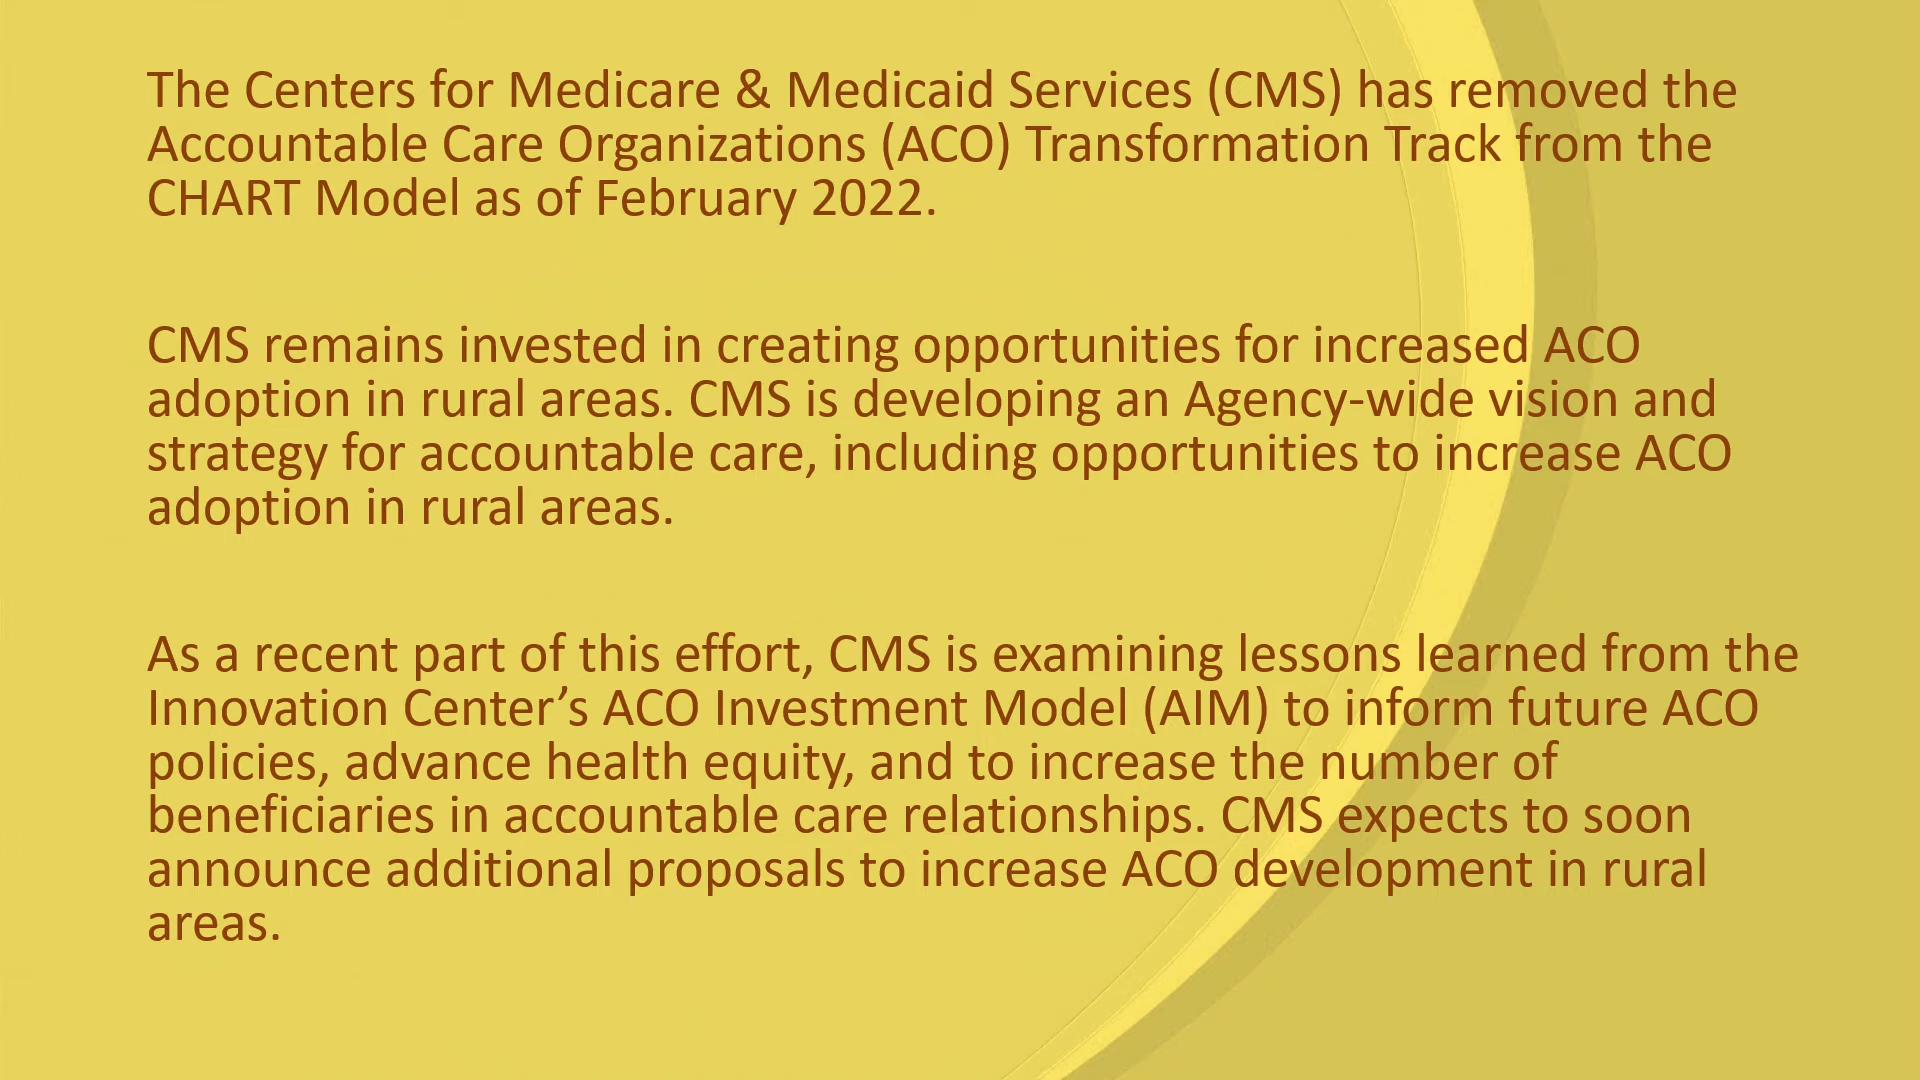 The Centers for Medicare & Medicaid Services (CMS) has removed the
Accountable Care Organizations (ACO) Transformation Track from the
CHART Model as of February 2022.
CMS remains invested in creating opportunities for increased ACO
adoption in rural areas. CMS is developing an Agency-wide vision and
strategy for accountable care, including opportunities to increase ACO
adoption in rural areas.
As a recent part of this effort, CMS is examining lessons learned from the
Innovation Center’s ACO Investment Model (AIM) to inform future ACO
policies, advance health equity, and to increase the number of
beneficiaries in accountable care relationships. CMS expects to soon
announce additional proposals to increase ACO development in rural
areas.